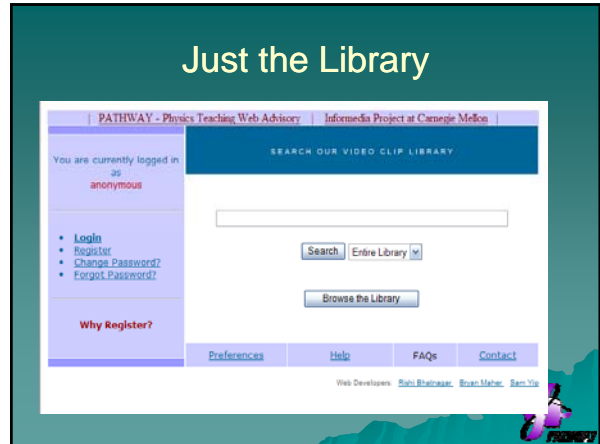 Just the Library
| PATHWAY - Physics Teaching Web Advisory | Informedia Project at Carnegie Mellon |
You are currently logged in
as
anonymous
SEARCH OUR VIDEO CLIP LIBRARY
Login
Register
Change Password?
Forgot Password?
Search Entire Library
Browse the Library
Why Register?
Preferences Help FAQs Contact
Web Developers: Rishi Bhatnagar, Bryan Maher, Sam Yip
PATHWAY